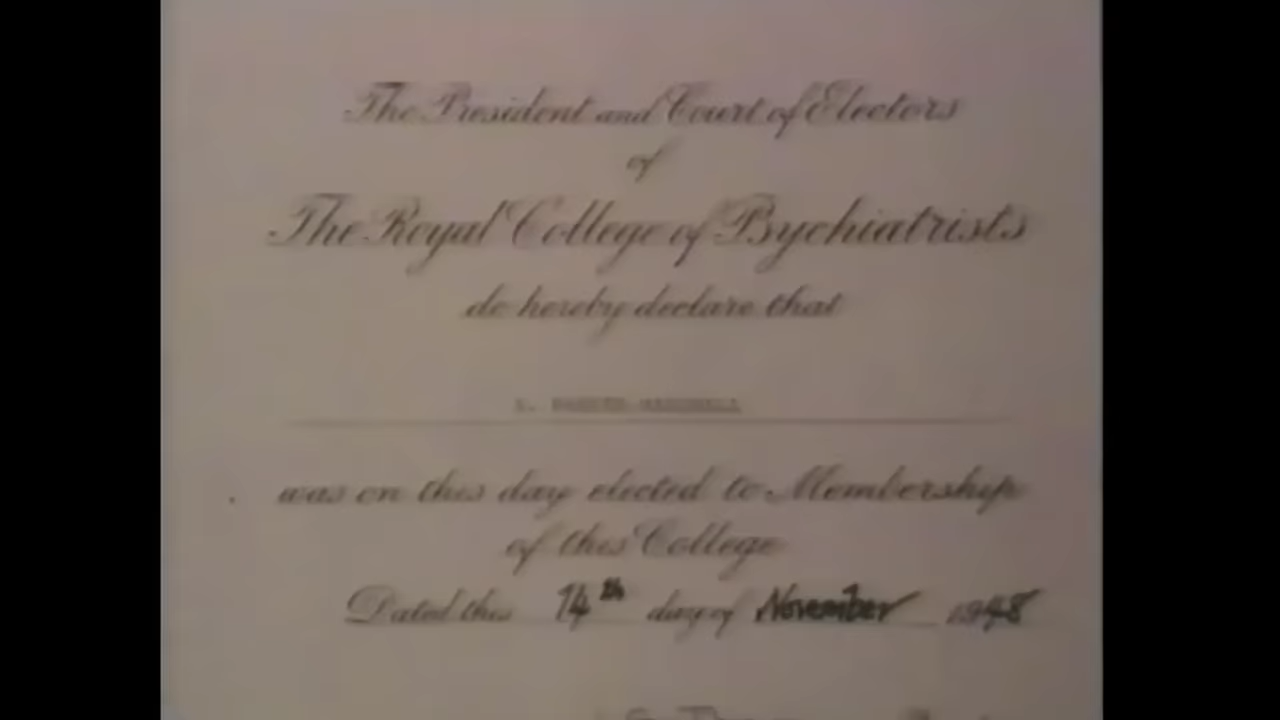 The President and Court of Electors
of
The Royal College of Psychiatrists
do hereby declare that
was on this day elected to Membership
of this College
Dated this 14th day of November